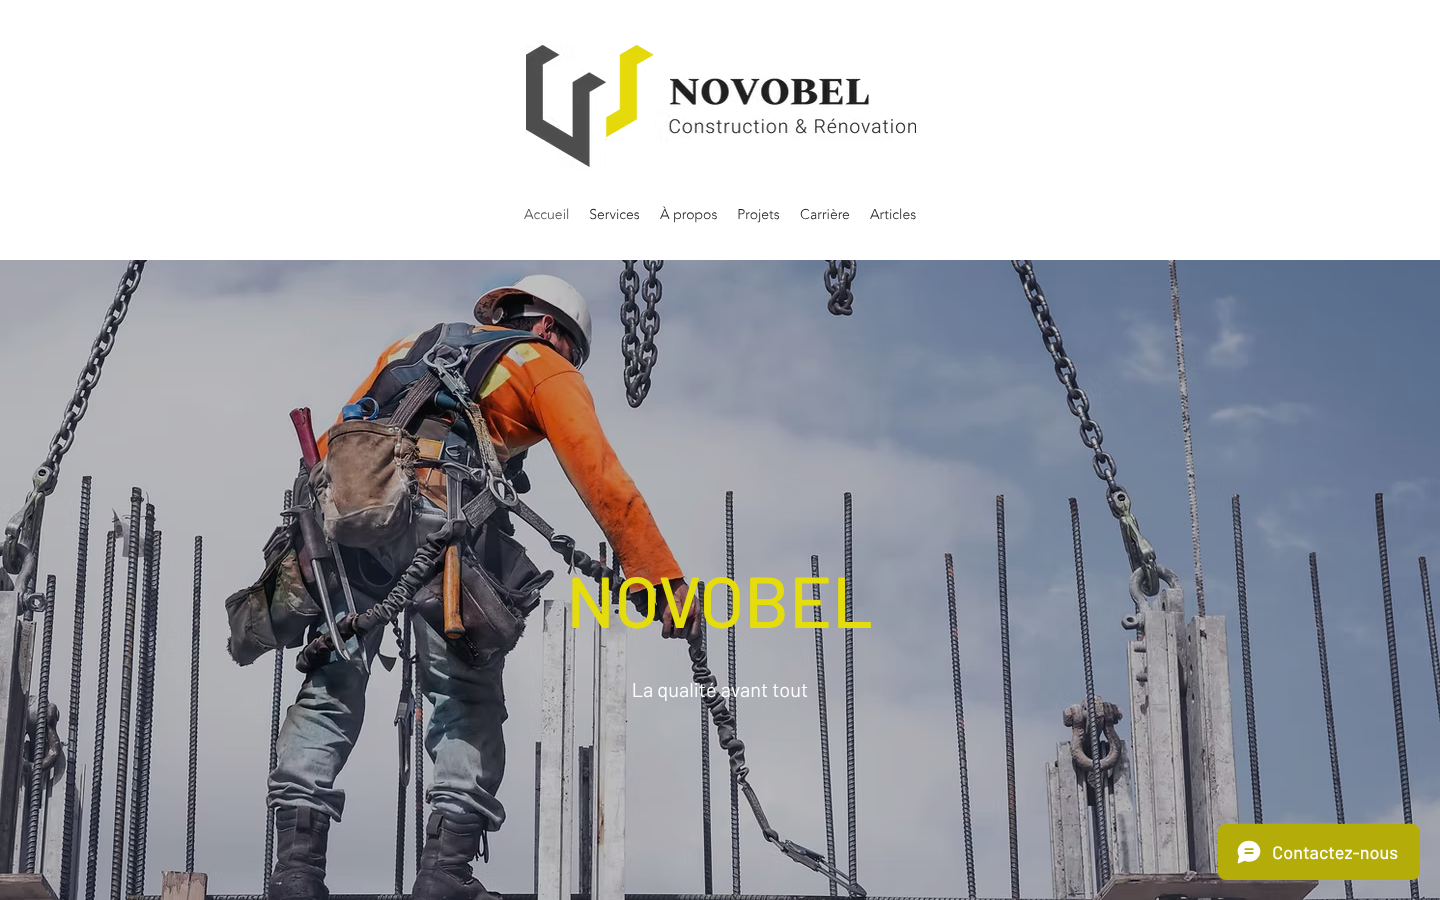 NOVOBEL
Construction & Rénovation
Accueil Services À propos Projets Carrière Articles
NOVOBEL
La qualité avant tout
Contactez-nous